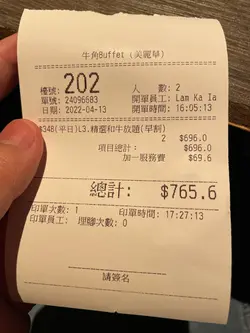 牛角Buffet (美麗華)
檯號: 202 人 數: 2
單號: 24096683 開單員工: Lam Ka Ia
日期: 2022-04-13 開單時間: 16:05:13
$348(平日)L3.精選和牛放題(早割)
2 $696.0
項目總計: $696.0
加一服務費 $69.6
總計: $765.6
印單次數: 1 印單時間: 17:27:13
印單員工: 埋腳次數: 0
請簽名